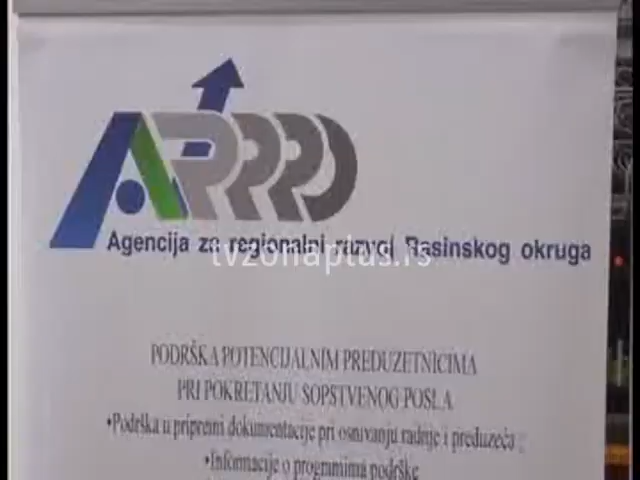 ARRRO
Agencija za regionalni razvoj Rasinskog okruga
tvzonaplus.rs
PODRŠKA POTENCIJALNIM PREDUZETNICIMA
PRI POKRETANJU SOPSTVENOG POSLA
•Podrška u pripremi dokumentacije pri osnivanju radnje i preduzeća ;
•Informacije o programima podrške